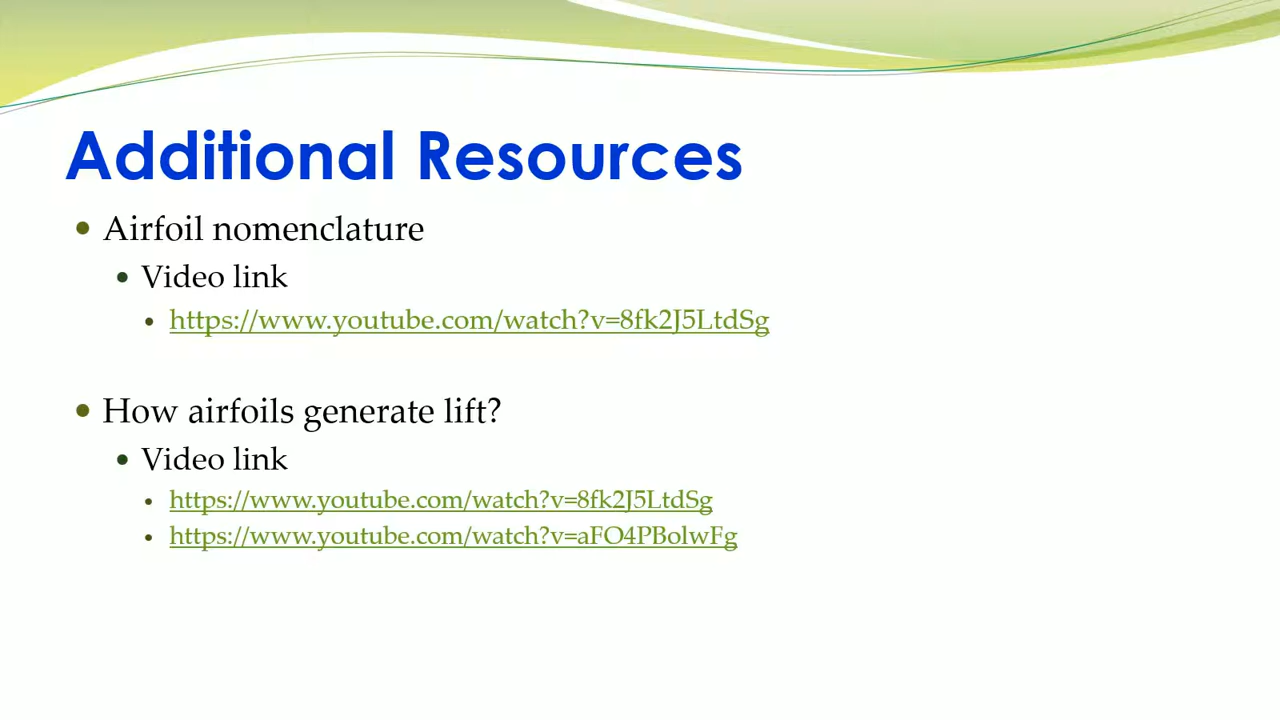 Additional Resources
• Airfoil nomenclature
• Video link
• https://www.youtube.com/watch?v=8fk2J5LtdSg
• How airfoils generate lift?
• Video link
• https://www.youtube.com/watch?v=8fk2J5LtdSg
• https://www.youtube.com/watch?v=aFO4PBolwFg